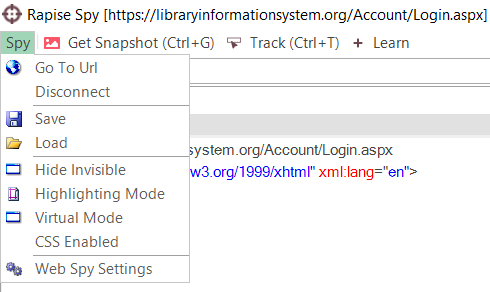 Rapise Spy [https://libraryinformationsystem.org/Account/Login.aspx]
Spy Get Snapshot (Ctrl+G) Track (Ctrl+T) Learn
Go To Url
Disconnect
Save
Load
system.org/Account/Login.aspx
w3.org/1999/xhtml" xml:lang="en">
Hide Invisible
Highlighting Mode
Virtual Mode
CSS Enabled
Web Spy Settings